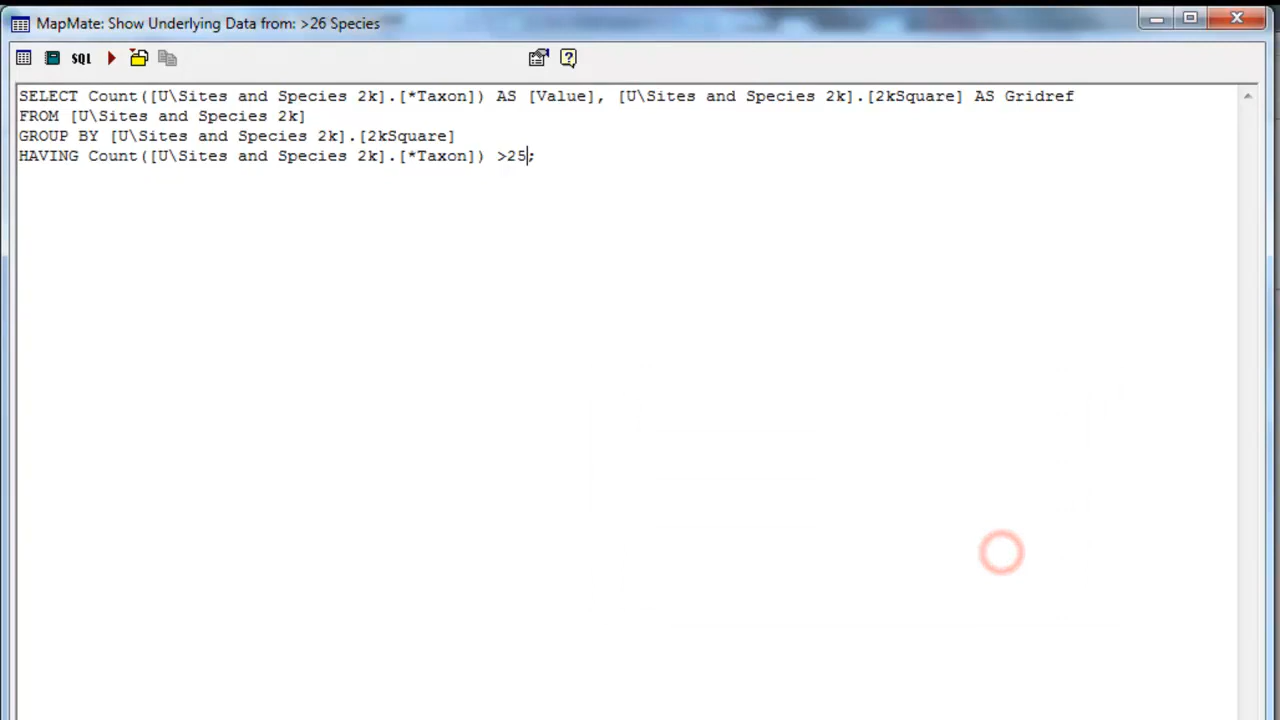 MapMate: Show Underlying Data from: >26 Species
SQL
SELECT Count([U\Sites and Species 2k].[*Taxon]) AS [Value], [U\Sites and Species 2k].[2kSquare] AS Gridref
FROM [U\Sites and Species 2k]
GROUP BY [U\Sites and Species 2k].[2kSquare]
HAVING Count([U\Sites and Species 2k].[*Taxon]) >25;